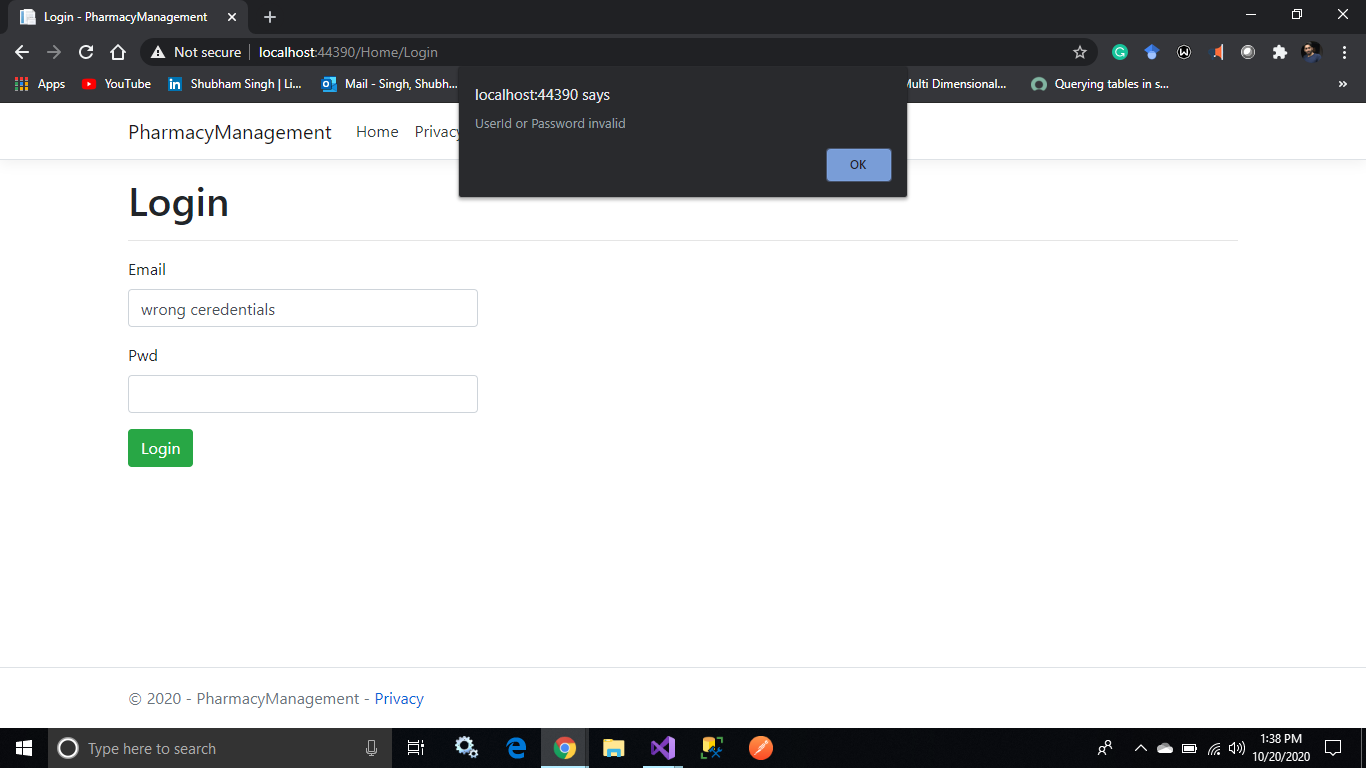 Login - PharmacyManagement
Not secure localhost:44390/Home/Login
Apps YouTube Shubham Singh | Li... Mail - Singh, Shubh... Multi Dimensional... Querying tables in s... »
localhost:44390 says
UserId or Password invalid
OK
PharmacyManagement Home Privacy
Login
Email
wrong ceredentials
Pwd
Login
© 2020 - PharmacyManagement - Privacy
Type here to search
1:38 PM
10/20/2020